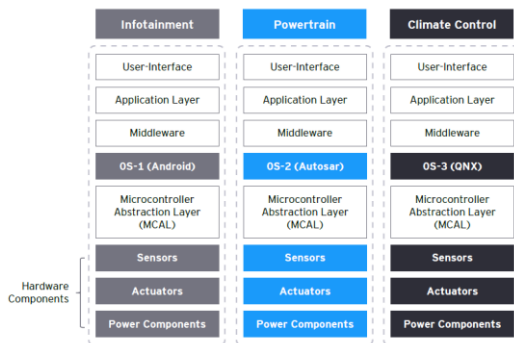 Infotainment
Powertrain
Climate Control
User-Interface
User-Interface
User-Interface
Application Layer
Application Layer
Application Layer
Middleware
Middleware
Middleware
OS-1 (Android)
OS-2 (Autosar)
OS-3 (QNX)
Microcontroller
Abstraction Layer
(MCAL)
Microcontroller
Abstraction Layer
(MCAL)
Microcontroller
Abstraction Layer
(MCAL)
Hardware
Components
Sensors
Sensors
Sensors
Actuators
Actuators
Actuators
Power Components
Power Components
Power Components